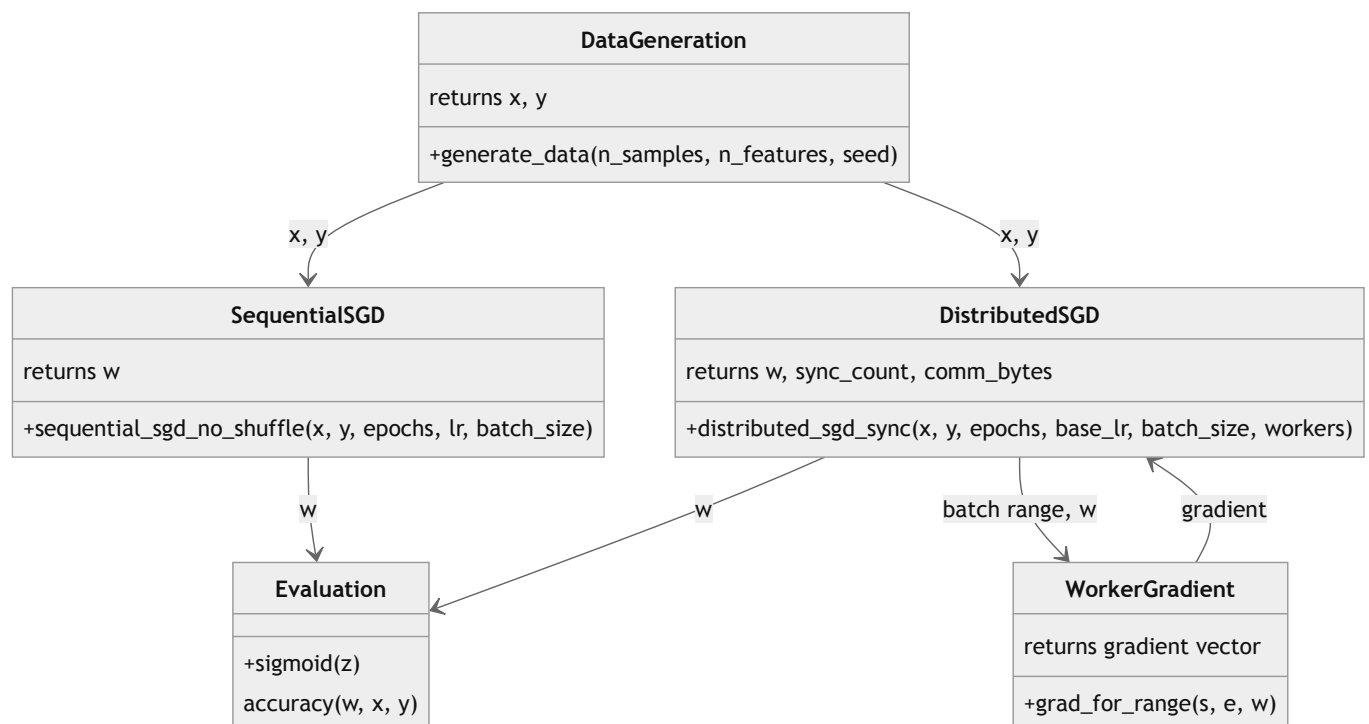 DataGeneration
returns x, y
+generate_data(n_samples, n_features, seed)
x, y
x, y
SequentialSGD
returns w
+sequential_sgd_no_shuffle(x, y, epochs, lr, batch_size)
DistributedSGD
returns w, sync_count, comm_bytes
+distributed_sgd_sync(x, y, epochs, base_lr, batch_size, workers)
w
w
batch range, w
gradient
Evaluation
+sigmoid(z)
accuracy(w, x, y)
WorkerGradient
returns gradient vector
+grad_for_range(s, e, w)